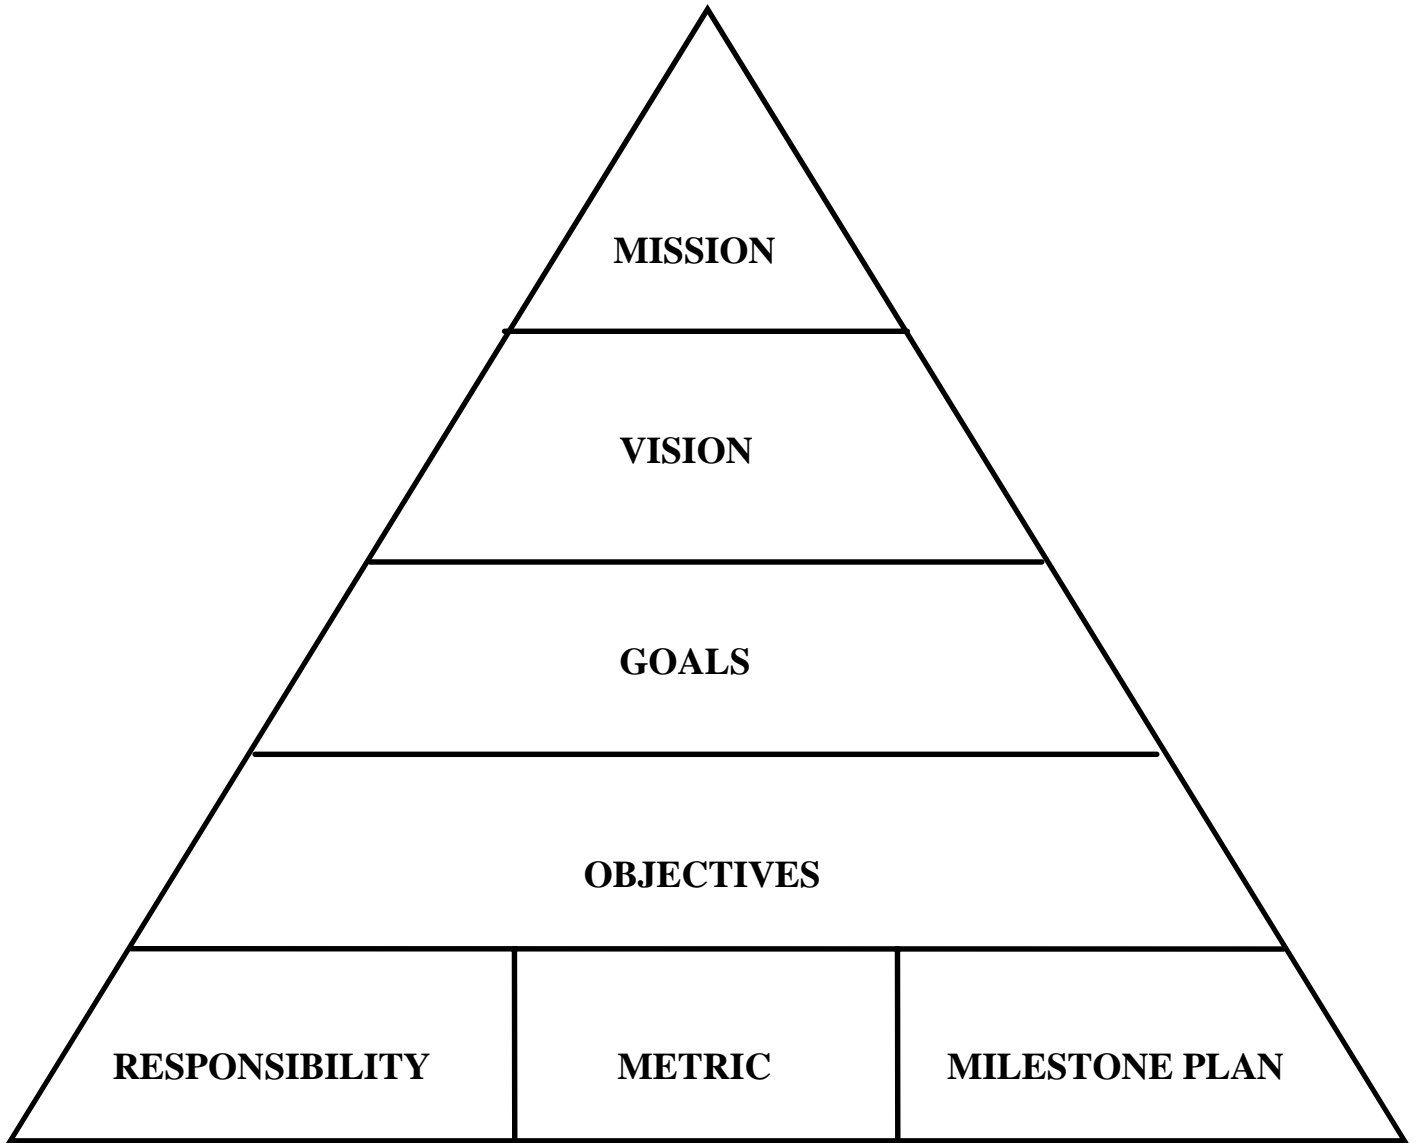 MISSION
VISION
GOALS
OBJECTIVES
RESPONSIBILITY METRIC MILESTONE PLAN